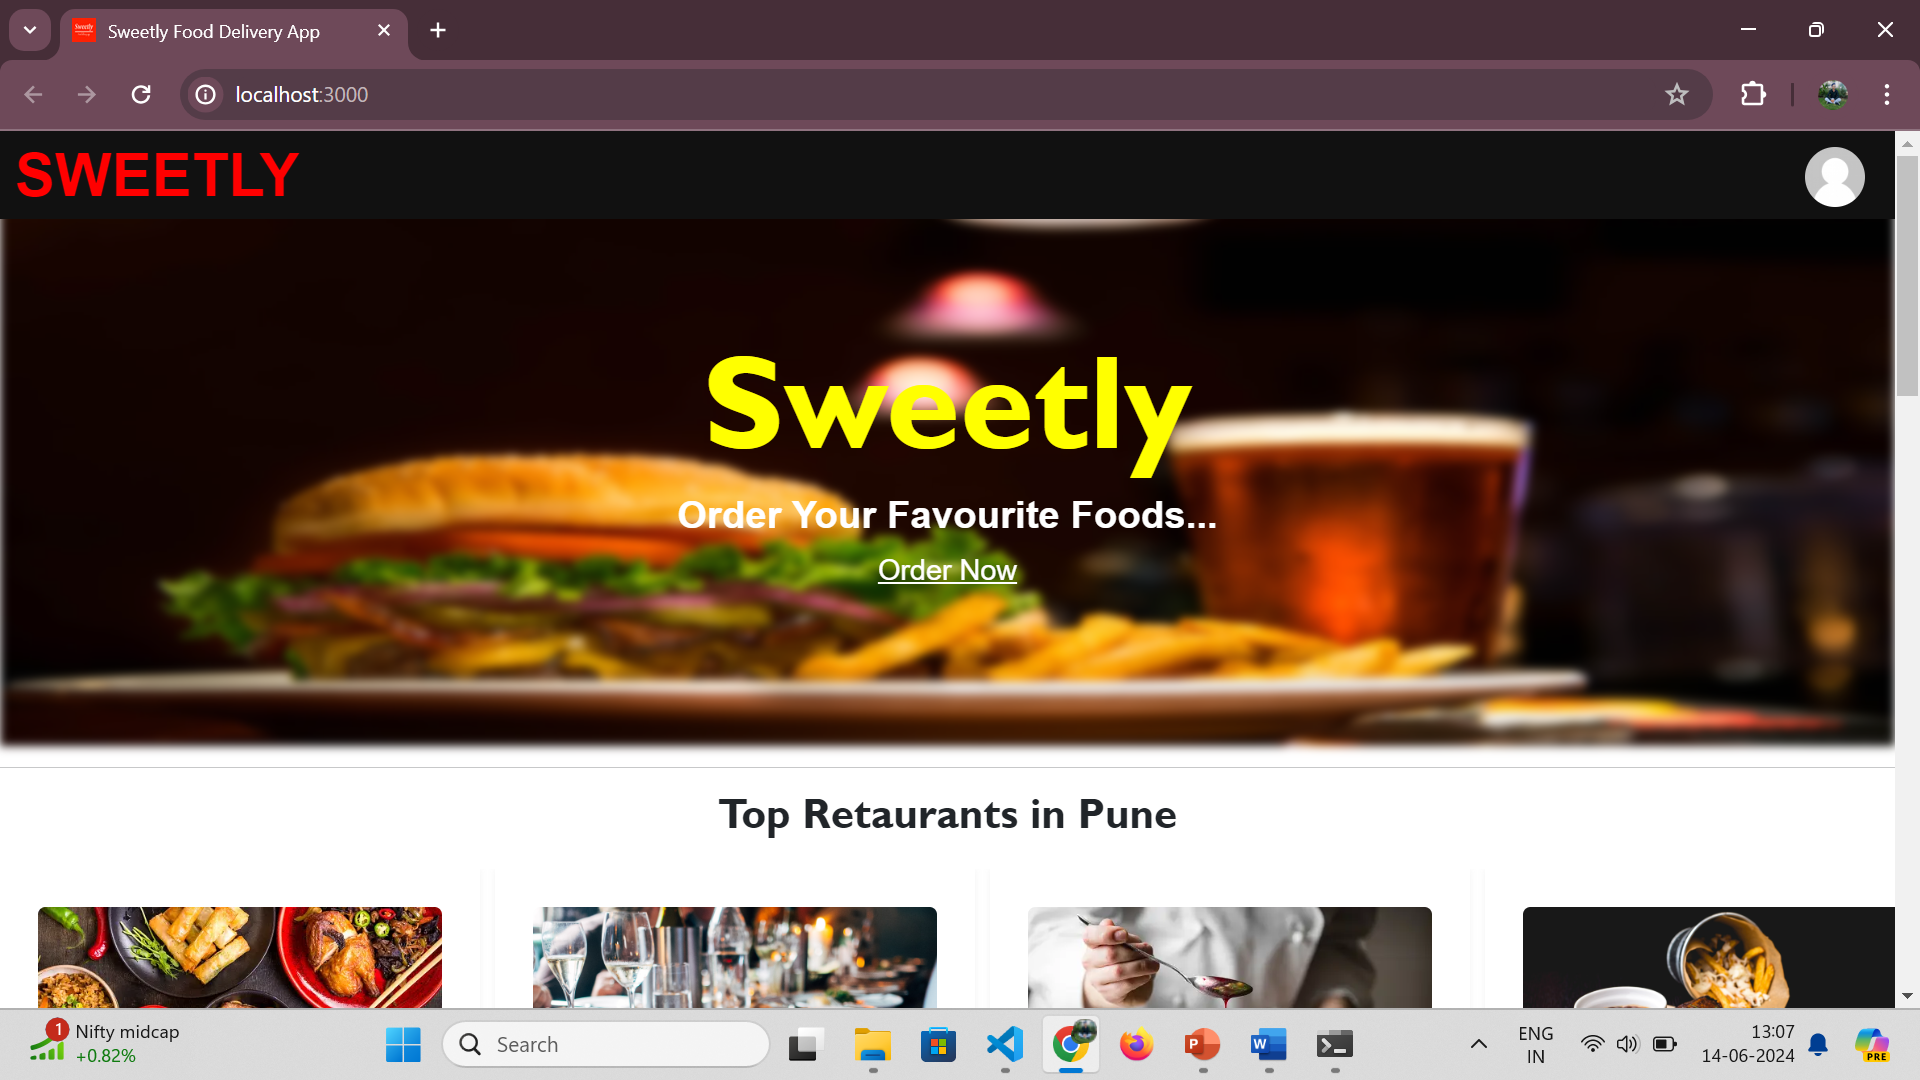 Sweetly Food Delivery App
localhost:3000
SWEETLY
Sweetly
Order Your Favourite Foods...
Order Now
Top Retaurants in Pune
1
Nifty midcap
+0.82%
Search
P
W
ENG
IN
13:07
14-06-2024
PRE